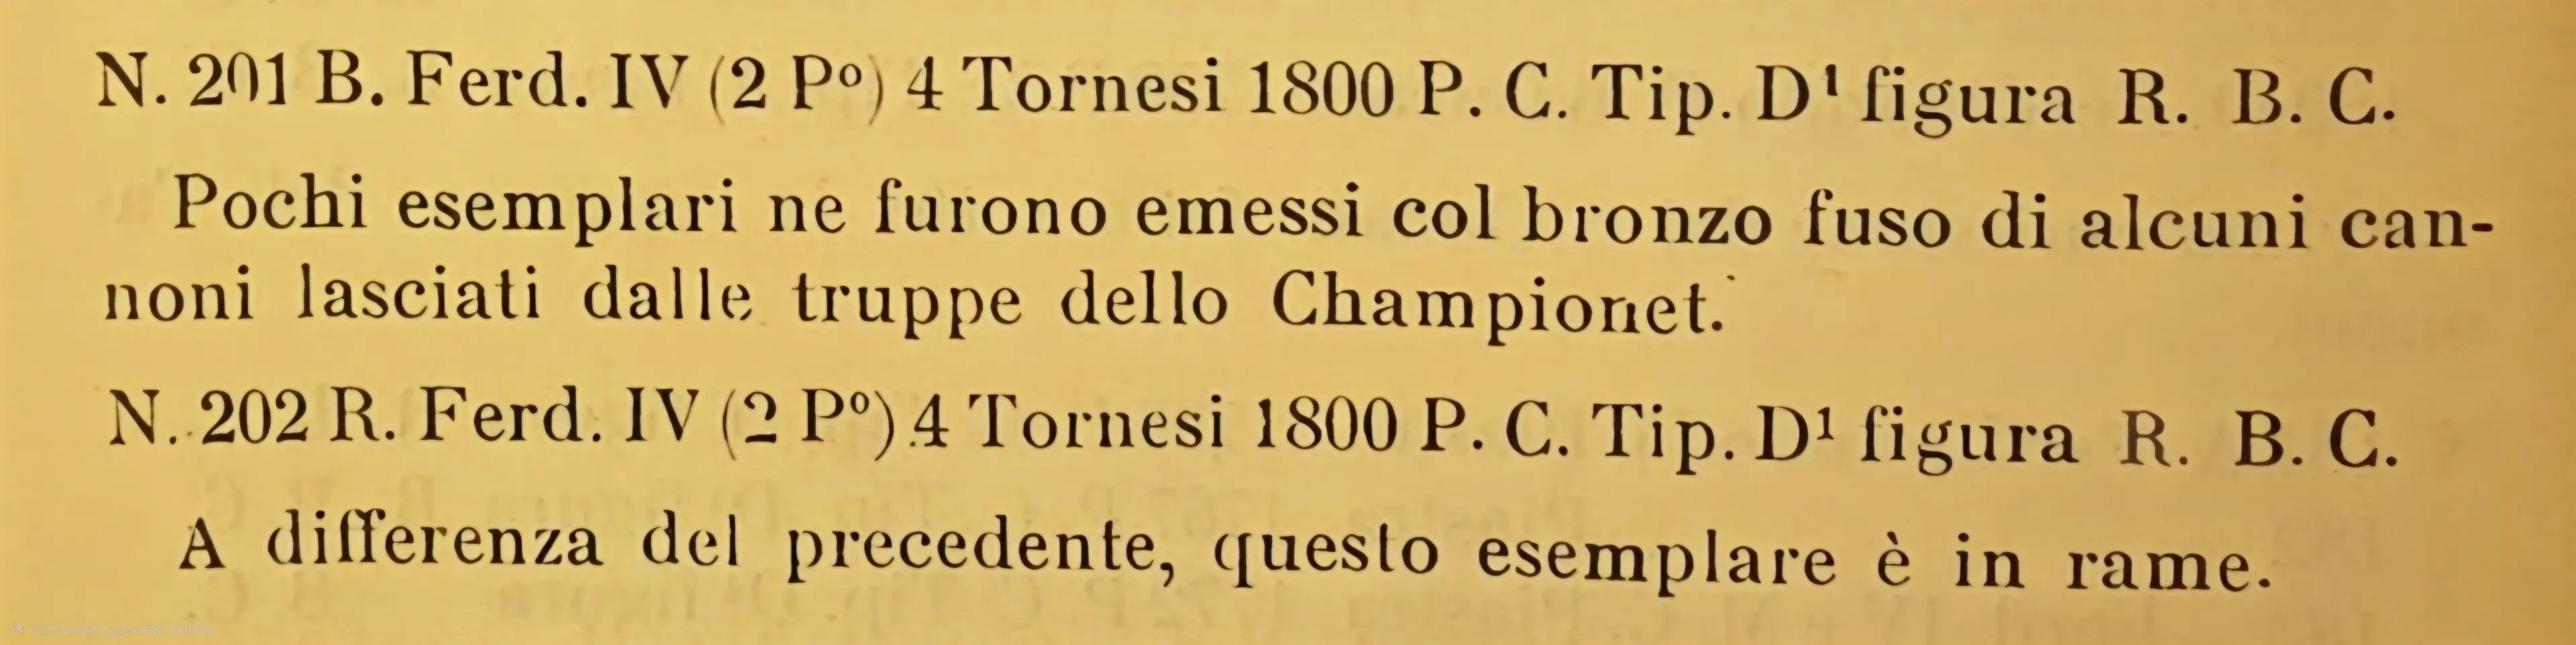 N. 201 B. Ferd. IV (2 Pº) 4 Tornesi 1800 P. C. Tip. D¹ figura R. B. C.
Pochi esemplari ne furono emessi col bronzo fuso di alcuni can-
noni lasciati dalle truppe dello Championet.
N. 202 R. Ferd. IV (2 Pº) 4 Tornesi 1800 P. C. Tip. D¹ figura R. B. C.
A differenza del precedente, questo esemplare è in rame.